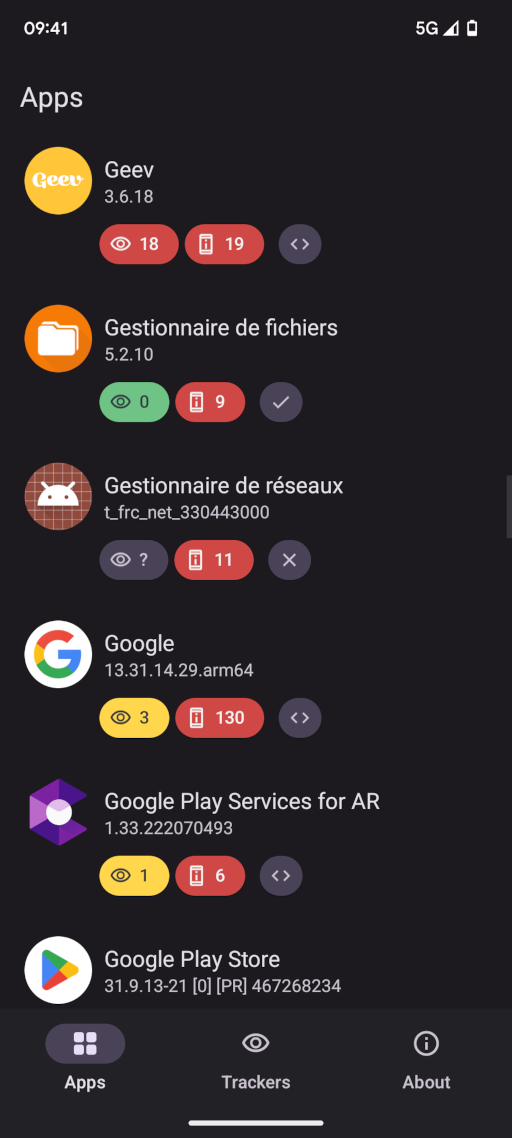 09:41
5G
Apps
Geev
Geev
3.6.18
18
19
Gestionnaire de fichiers
5.2.10
0
9
Gestionnaire de réseaux
t_frc_net_330443000
?
11
Google
13.31.14.29.arm64
3
130
Google Play Services for AR
1.33.222070493
1
6
Google Play Store
31.9.13-21 [0] [PR] 467268234
Apps
Trackers
About